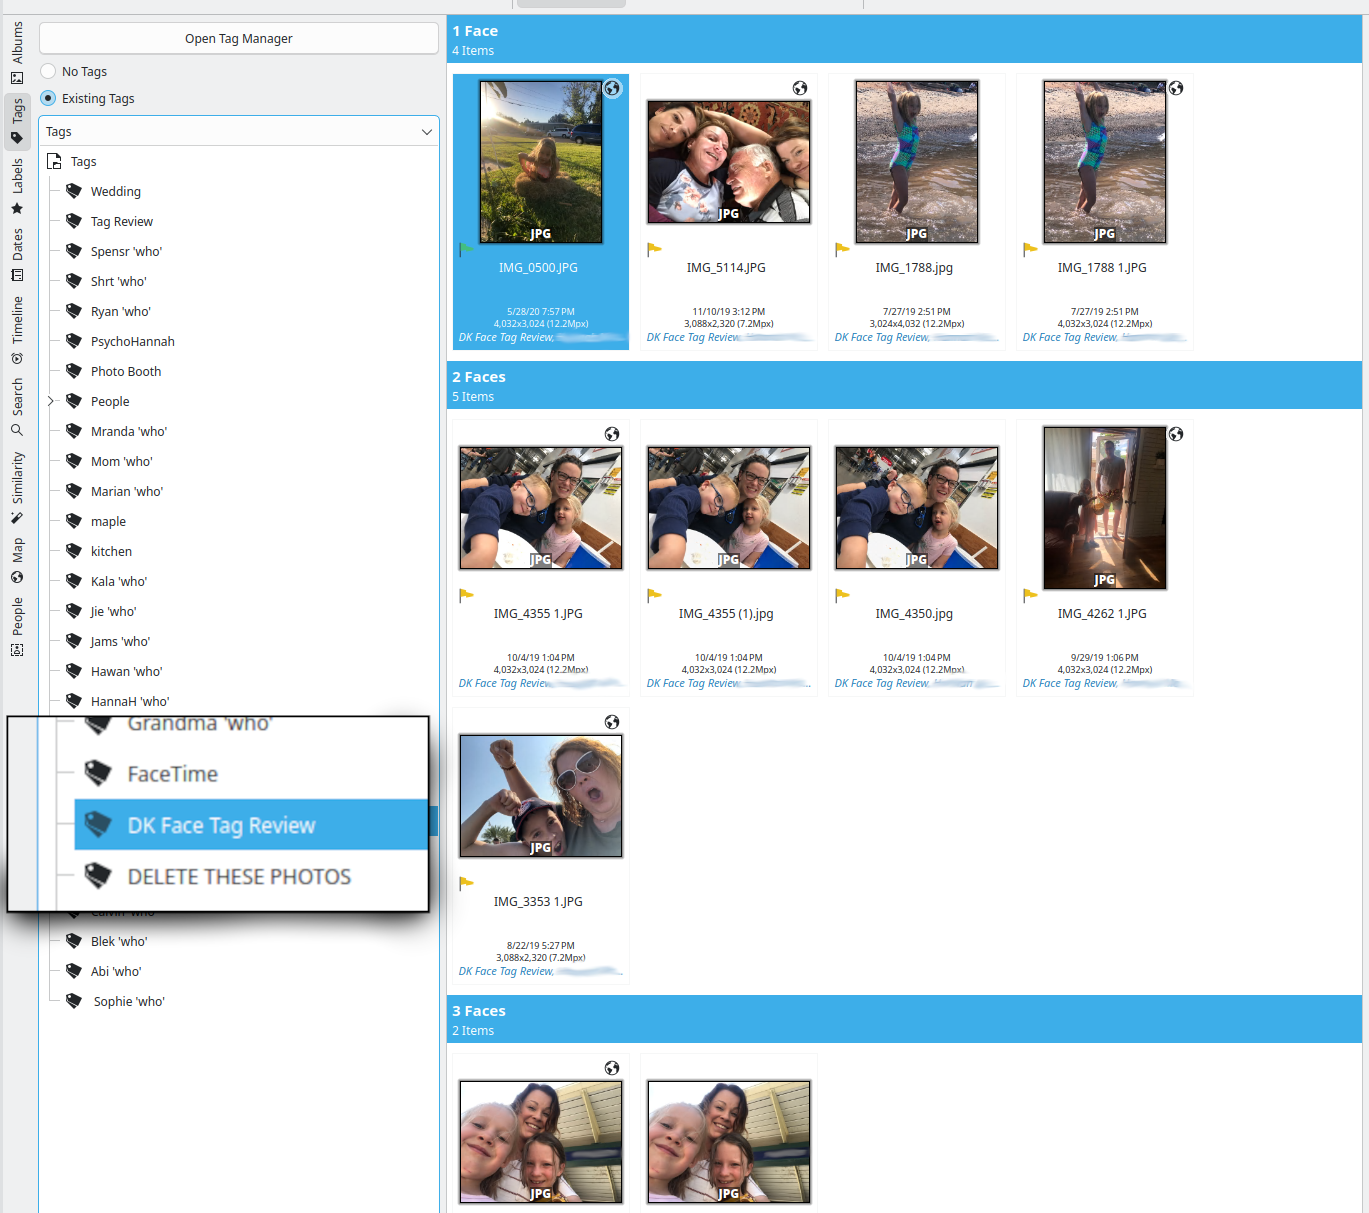 Albums
Tags
Labels
Dates
Timeline
Search
Similarity
Map
People
Open Tag Manager
No Tags
Existing Tags
Tags
Tags
Wedding
Tag Review
Spensr 'who'
Shrt 'who'
Ryan 'who'
PsychoHannah
Photo Booth
People
Mranda 'who'
Mom 'who'
Marian 'who'
maple
kitchen
Kala 'who'
Jie 'who'
Jams 'who'
Hawan 'who'
HannaH 'who'
Grandma 'who'
FaceTime
DK Face Tag Review
DELETE THESE PHOTOS
Calvin 'who'
Blek 'who'
Abi 'who'
Sophie 'who'
1 Face
4 Items
JPG JPG JPG JPG
IMG_0500.JPG IMG_5114.JPG IMG_1788.jpg IMG_1788 1.JPG
5/28/20 7:57 PM 11/10/19 3:12 PM 7/27/19 2:51 PM 7/27/19 2:51 PM
4,032x3,024 (12.2Mpx) 3,088x2,320 (7.2Mpx) 3,024x4,032 (12.2Mpx) 4,032x3,024 (12.2Mpx)
DK Face Tag Review, DK Face Tag Review, DK Face Tag Review, DK Face Tag Review,
2 Faces
5 Items
JPG JPG JPG JPG
IMG_4355 1.JPG IMG_4355 (1).jpg IMG_4350.jpg IMG_4262 1.JPG
10/4/19 1:04 PM 10/4/19 1:04 PM 10/4/19 1:04 PM 9/29/19 1:06 PM
4,032x3,024 (12.2Mpx) 4,032x3,024 (12.2Mpx) 4,032x3,024 (12.2Mpx) 4,032x3,024 (12.2Mpx)
DK Face Tag Review, DK Face Tag Review, DK Face Tag Review, DK Face Tag Review,
JPG
IMG_3353 1.JPG
8/22/19 5:27 PM
3,088x2,320 (7.2Mpx)
DK Face Tag Review,
3 Faces
2 Items
JPG JPG